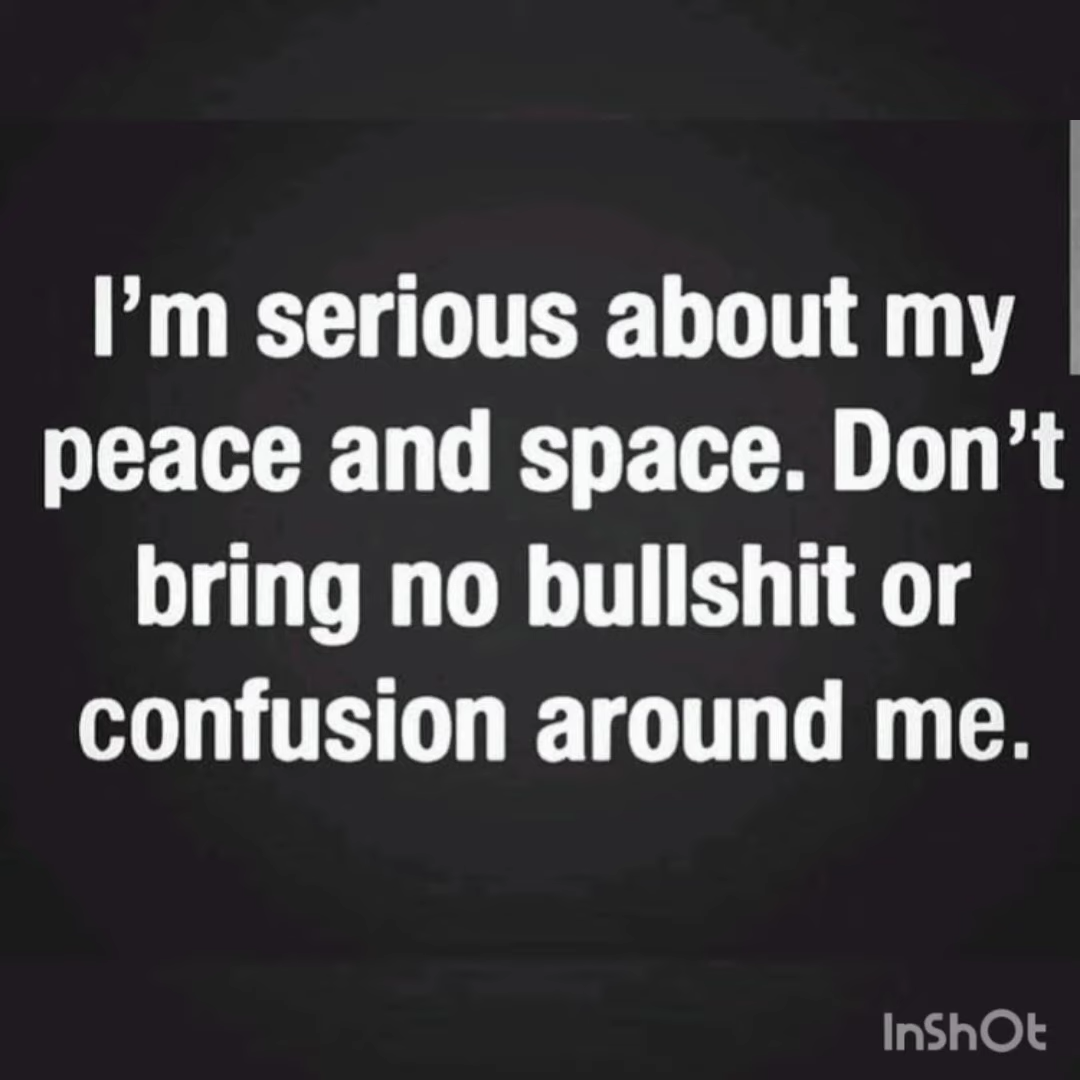 I’m serious about my
peace and space. Don’t
bring no bullshit or
confusion around me.
InShOt